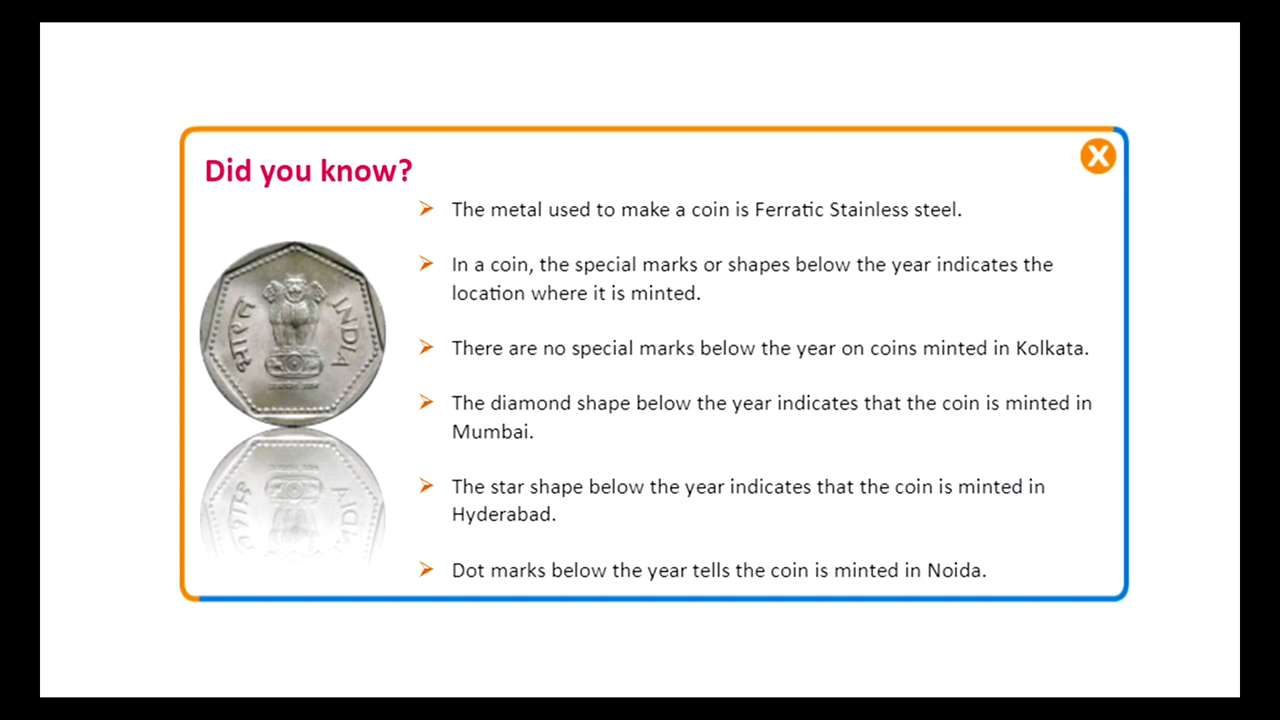 Did you know?
X
The metal used to make a coin is Ferratic Stainless steel.
In a coin, the special marks or shapes below the year indicates the
location where it is minted.
There are no special marks below the year on coins minted in Kolkata.
The diamond shape below the year indicates that the coin is minted in
Mumbai.
The star shape below the year indicates that the coin is minted in
Hyderabad.
Dot marks below the year tells the coin is minted in Noida.
भारत
INDIA